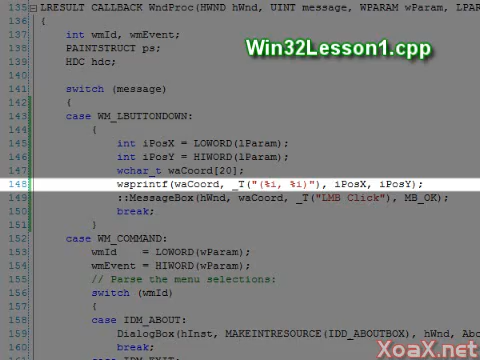 135 LRESULT CALLBACK WndProc(HWND hWnd, UINT message, WPARAM wParam, LPAR
136 {
137 int wmId, wmEvent;
138 PAINTSTRUCT ps;
139 HDC hdc;
Win32Lesson1.cpp
140
141 switch (message)
142 {
143 case WM_LBUTTONDOWN:
144 {
145 int iPosX = LOWORD(lParam);
146 int iPosY = HIWORD(lParam);
147 wchar_t waCoord[20];
148 wsprintf(waCoord, _T("(%i, %i)"), iPosX, iPosY);
149 ::MessageBox(hWnd, waCoord, _T("LMB Click"), MB_OK);
150 break;
151 }
152 case WM_COMMAND:
153 wmId = LOWORD(wParam);
154 wmEvent = HIWORD(wParam);
155 // Parse the menu selections:
156 switch (wmId)
157 {
158 case IDM_ABOUT:
159 DialogBox(hInst, MAKEINTRESOURCE(IDD_ABOUTBOX), hWnd, Abo
160 break;
161 case IDM_EXIT:
XoaX.net